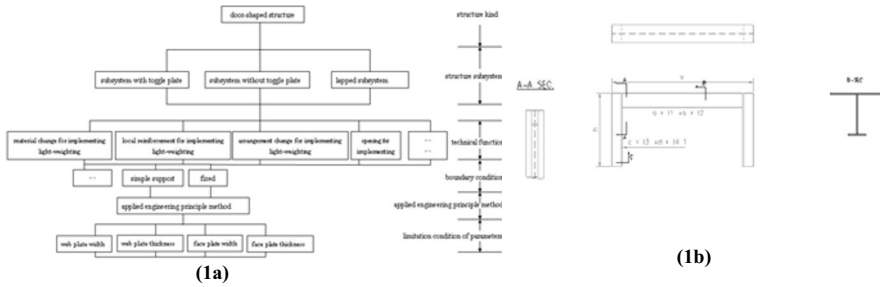 doos shaped structure
structure kind
subsystem with toggle plate
subsystem without toggle plate
lapped subsystem
structure subsystem
material change for implementing
light-weighting
local reinforcement for implementing
light-weighting
arrangement change for implementing
light-weighting
opening for
implementing
technical function
simple support
fixed
boundary condition
applied engineering principle method
applied engineering principle method
web plate width
web plate thickness
face plate width
face plate thickness
limitation condition of parameters
(1a)
A-A SEC.
B-SEC
(1b)